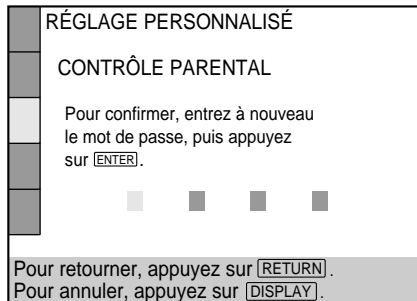 RÉGLAGE PERSONNALISÉ
CONTRÔLE PARENTAL
Pour confirmer, entrez à nouveau
le mot de passe, puis appuyez
sur ENTER.
Pour retourner, appuyez sur RETURN.
Pour annuler, appuyez sur DISPLAY.